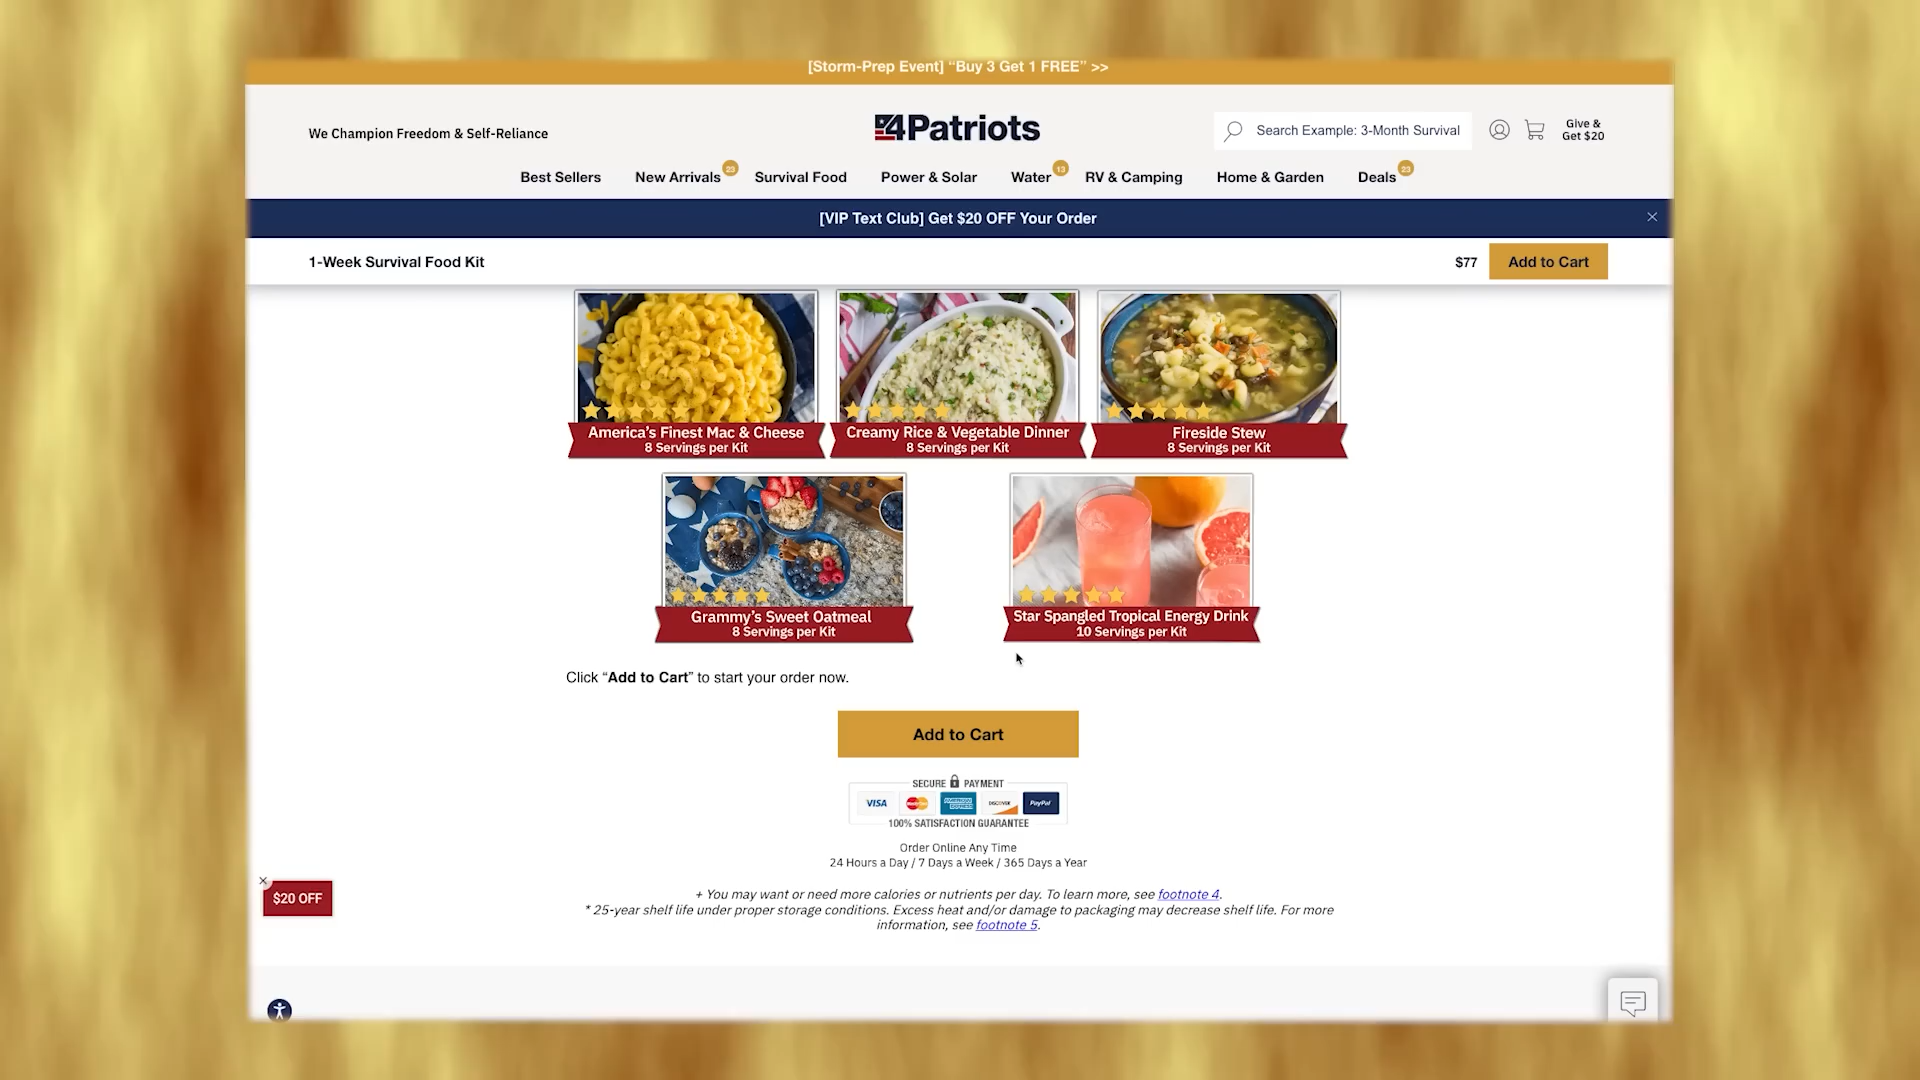 [Storm-Prep Event] “Buy 3 Get 1 FREE” >>
We Champion Freedom & Self-Reliance
4Patriots
Search Example: 3-Month Survival
Give &
Get $20
Best Sellers
New Arrivals 23
Survival Food
Power & Solar
Water 13
RV & Camping
Home & Garden
Deals 23
[VIP Text Club] Get $20 OFF Your Order
1-Week Survival Food Kit
$77
Add to Cart
America’s Finest Mac & Cheese
8 Servings per Kit
Creamy Rice & Vegetable Dinner
8 Servings per Kit
Fireside Stew
8 Servings per Kit
Grammy’s Sweet Oatmeal
8 Servings per Kit
Star Spangled Tropical Energy Drink
10 Servings per Kit
Click “Add to Cart” to start your order now.
Add to Cart
SECURE PAYMENT
VISA MasterCard AMERICAN EXPRESS DISCOVER PayPal
100% SATISFACTION GUARANTEE
Order Online Any Time
24 Hours a Day / 7 Days a Week / 365 Days a Year
+ You may want or need more calories or nutrients per day. To learn more, see footnote 4.
* 25-year shelf life under proper storage conditions. Excess heat and/or damage to packaging may decrease shelf life. For more
information, see footnote 5.
$20 OFF